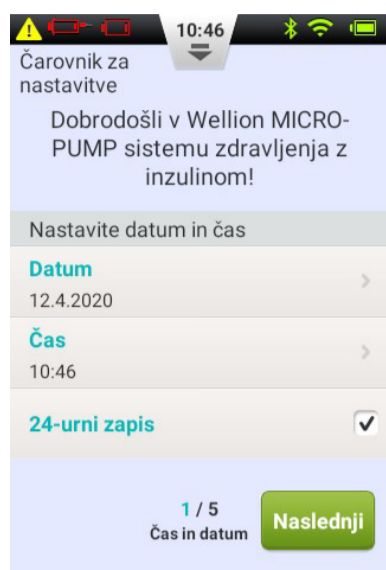 10:46
Čarovnik za
nastavitve
Dobrodošli v Wellion MICRO-
PUMP sistemu zdravljenja z
inzulinom!
Nastavite datum in čas
Datum
12.4.2020
Čas
10:46
24-urni zapis
1 / 5
Čas in datum
Naslednji